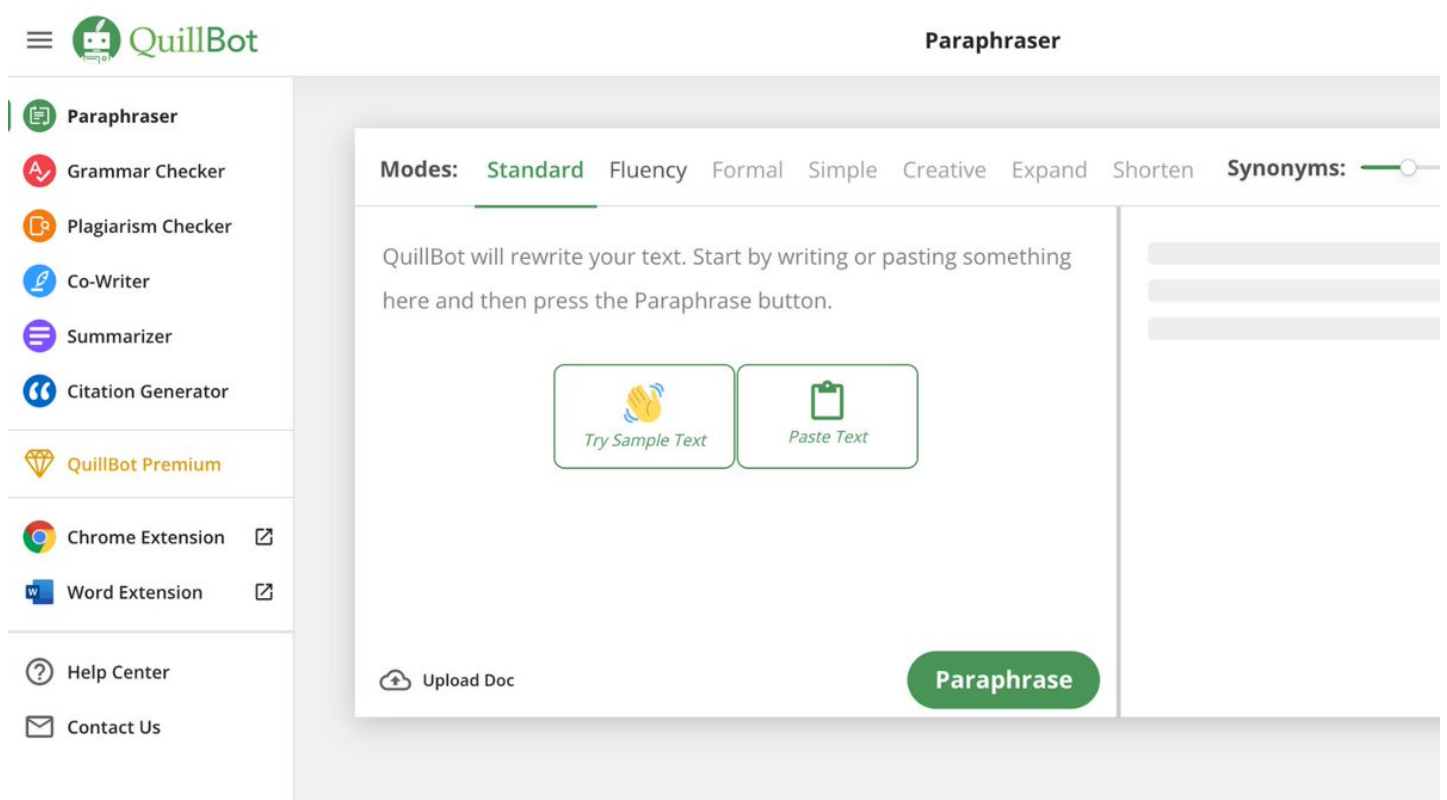 QuillBot
Paraphraser
Paraphraser
Grammar Checker
Plagiarism Checker
Co-Writer
Summarizer
Citation Generator
QuillBot Premium
Chrome Extension
Word Extension
Help Center
Contact Us
Modes: Standard Fluency Formal Simple Creative Expand Shorten Synonyms:
QuillBot will rewrite your text. Start by writing or pasting something
here and then press the Paraphrase button.
Try Sample Text Paste Text
Upload Doc Paraphrase